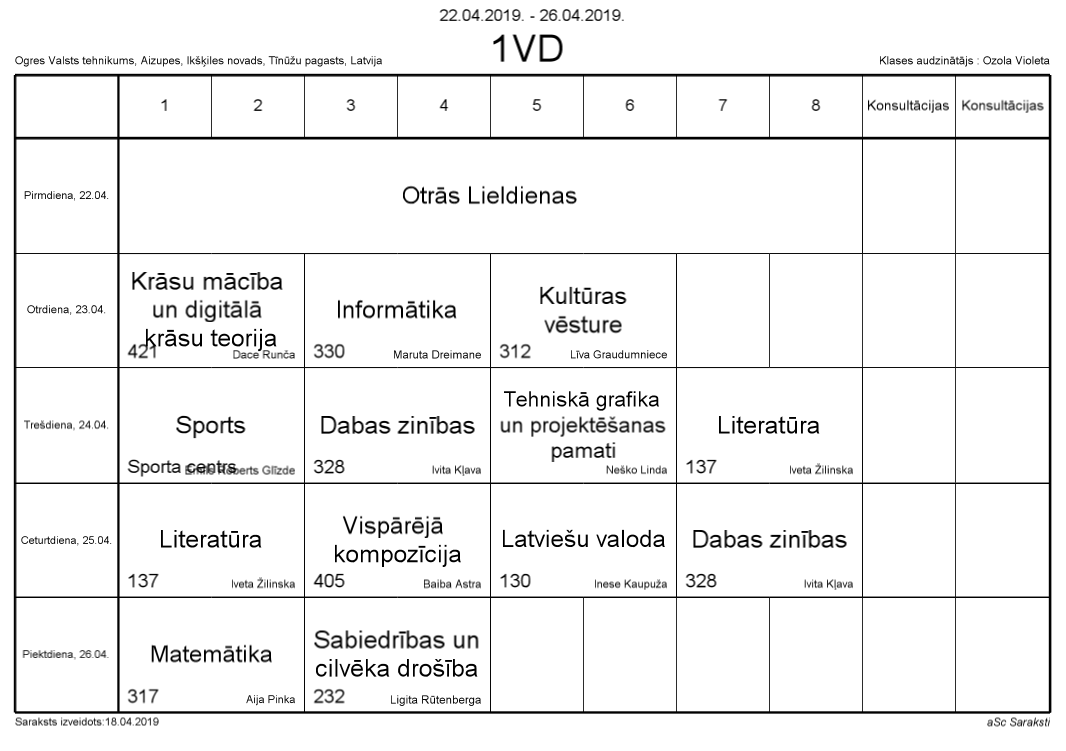 22.04.2019. - 26.04.2019.
1VD
Ogres Valsts tehnikums, Aizupes, Ikšķiles novads, Tīnūžu pagasts, Latvija
Klases audzinātājs : Ozola Violeta
1 2 3 4 5 6 7 8 Konsultācijas Konsultācijas
Pirmdiena, 22.04.
Otrās Lieldienas
Otrdiena, 23.04.
Krāsu mācība
un digitālā
krāsu teorija
421 Dace Runča
Informātika
330 Maruta Dreimane
Kultūras
vēsture
312 Līva Graudumniece
Trešdiena, 24.04.
Sports
Sporta centrs Emīls Roberts Glīzde
Dabas zinības
328 Ivita Kļava
Tehniskā grafika
un projektēšanas
pamati
Neško Linda
Literatūra
137 Iveta Žilinska
Ceturtdiena, 25.04.
Literatūra
137 Iveta Žilinska
Vispārējā
kompozīcija
405 Baiba Astra
Latviešu valoda
130 Inese Kaupuža
Dabas zinības
328 Ivita Kļava
Piektdiena, 26.04.
Matemātika
317 Aija Pinka
Sabiedrības un
cilvēka drošība
232 Ligita Rūtenberga
Saraksts izveidots:18.04.2019
aSc Saraksti